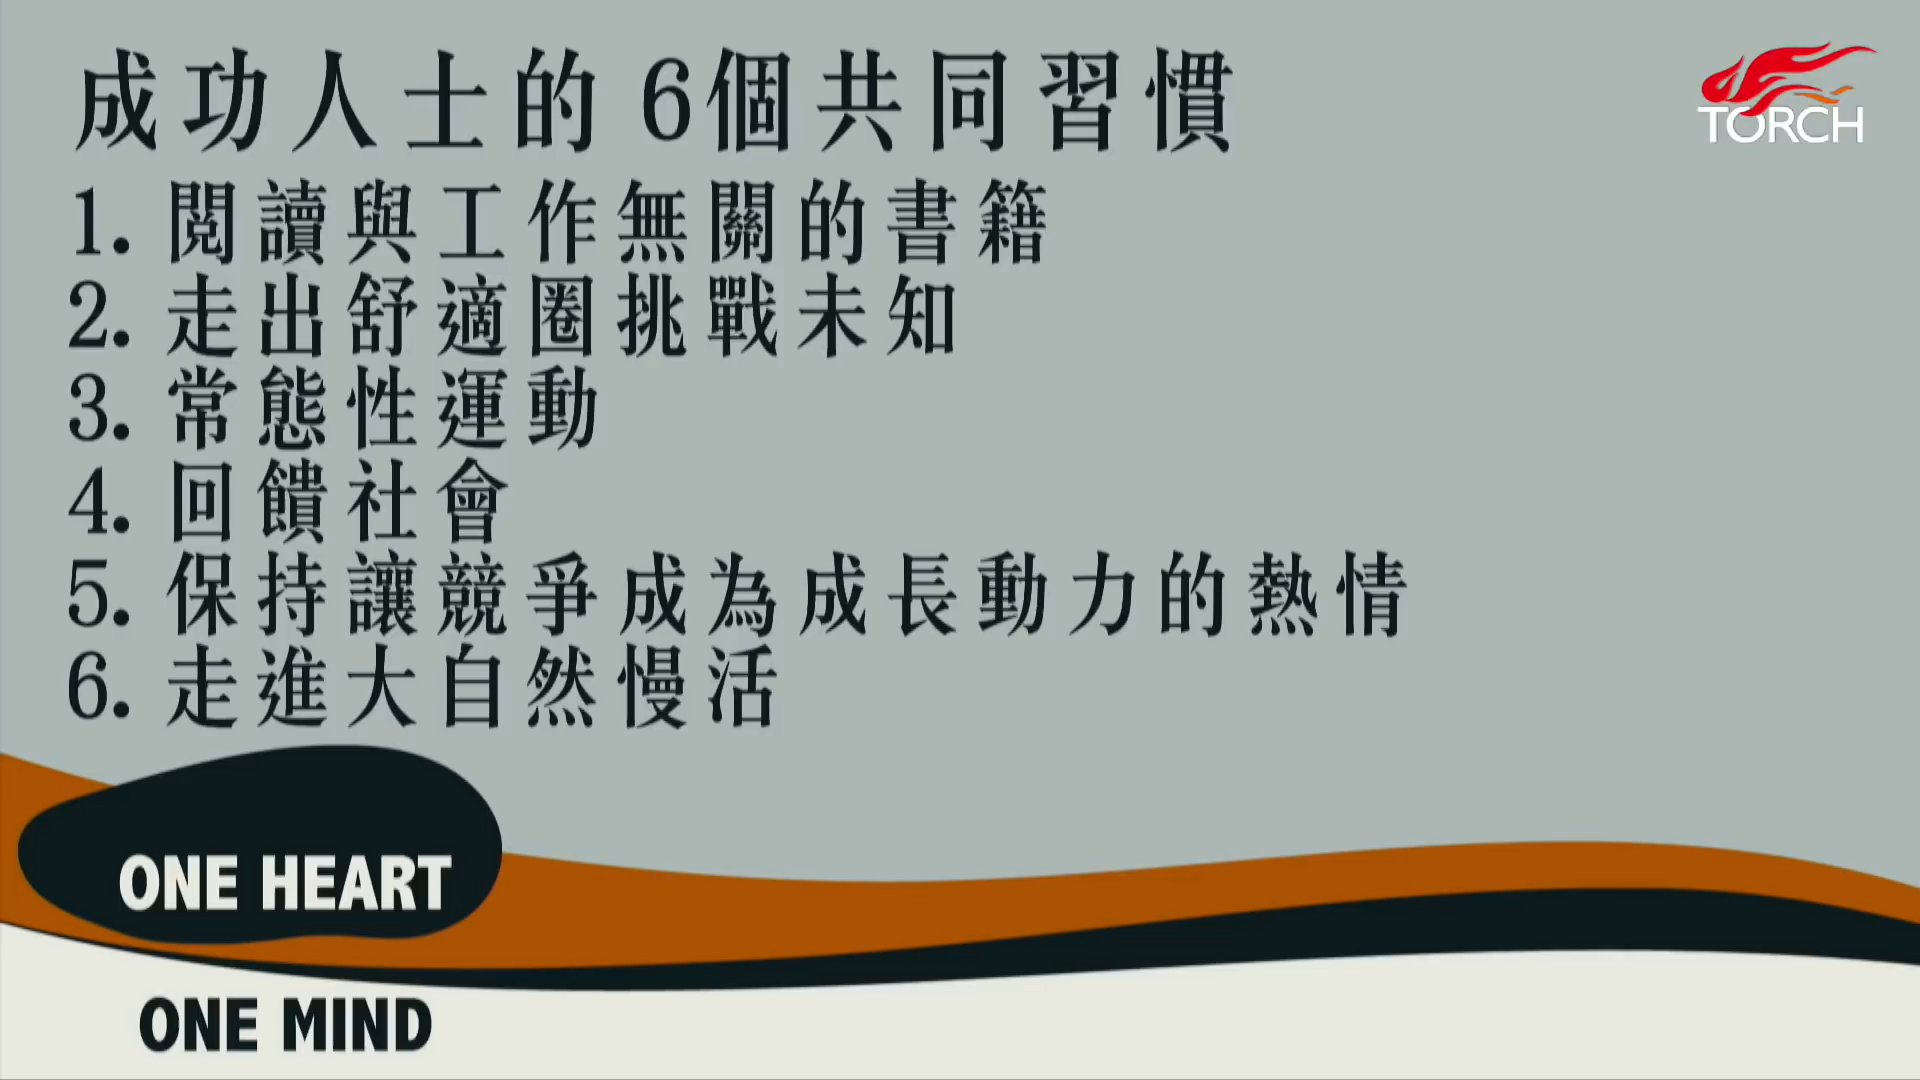 成功人士的 6個共同習慣
TORCH
1. 閱讀與工作無關的書籍
2. 走出舒適圈挑戰未知
3. 常態性運動
4. 回饋社會
5. 保持讓競爭成為成長動力的熱情
6. 走進大自然慢活
ONE HEART
ONE MIND